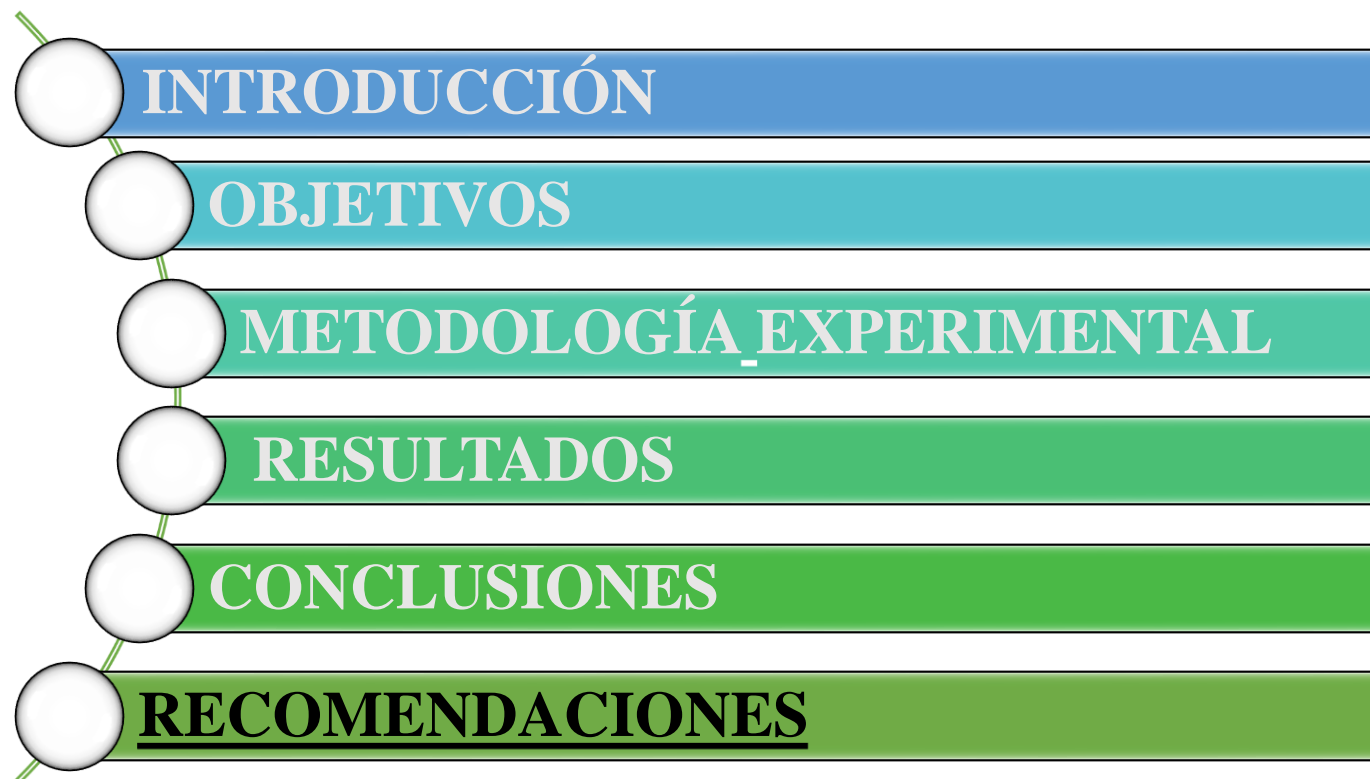 INTRODUCCIÓN
OBJETIVOS
METODOLOGÍA EXPERIMENTAL
RESULTADOS
CONCLUSIONES
RECOMENDACIONES